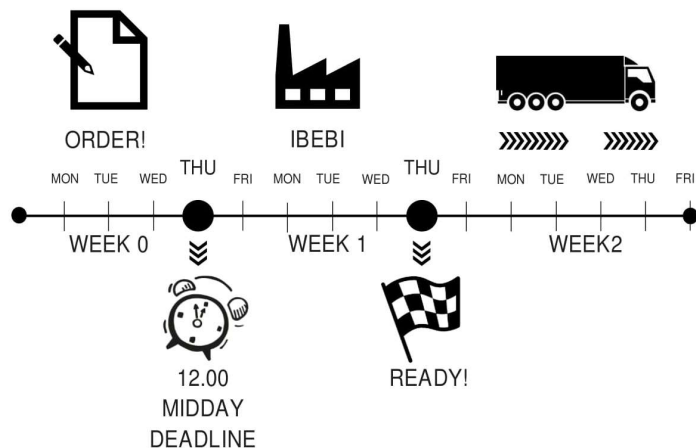 ORDER!
IBEBI
MON TUE WED THU FRI MON TUE WED THU FRI MON TUE WED THU FRI
WEEK 0 WEEK 1 WEEK2
12.00
MIDDAY
DEADLINE
READY!